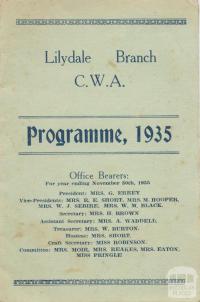 Lilydale Branch
C.W.A.
Programme, 1935
Office Bearers:
For year ending November 30th, 1935
President: MRS. G. ERREY
Vice-Presidents: MRS. R. E. SHORT, MRS. M. HOOPER,
MRS. W. J. SEBIRE, MRS. W. M. BLACK.
Secretary: MRS. H. BROWN
Assistant Secretary: MRS. A. WADDELL.
Treasurer: MRS. W. BURTON.
Hostess: MRS. SHORT.
Craft Secretary: MISS ROBINSON.
Committee: MRS. MOIR, MRS. REAKES, MRS. EATON,
MISS PRINGLE